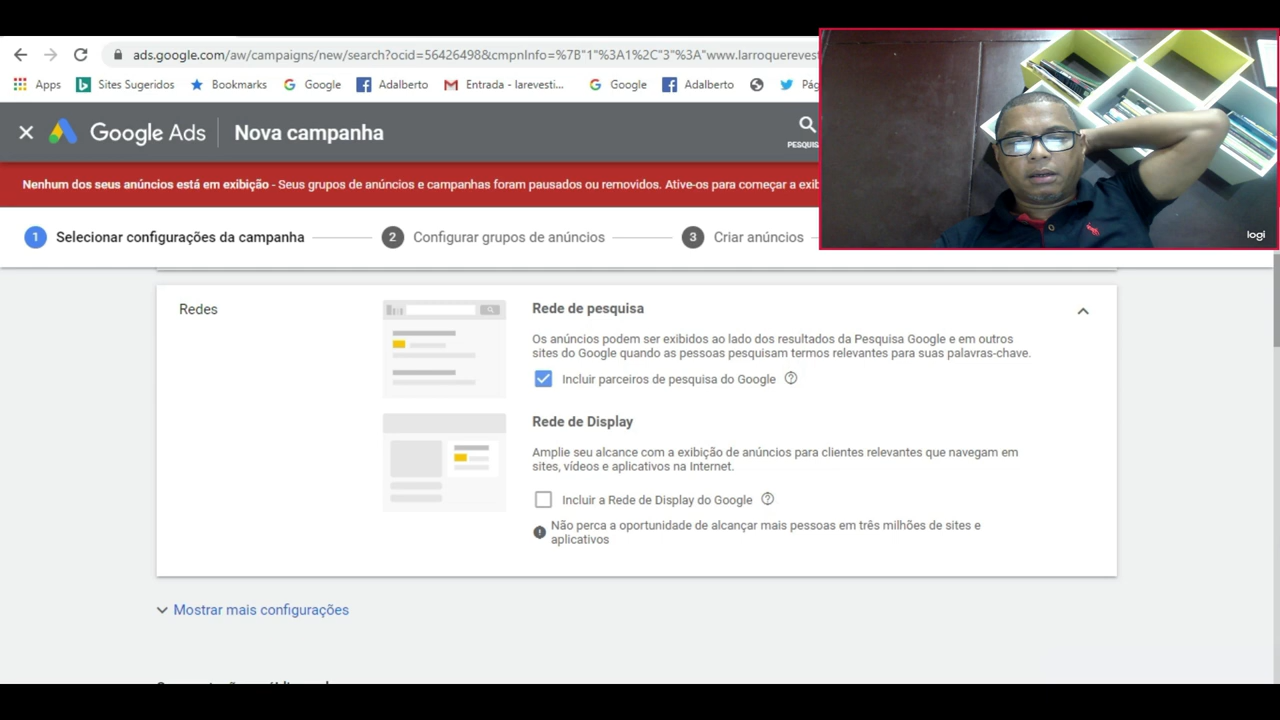 ads.google.com/aw/campaigns/new/search?ocid=56426498&cmpnInfo=%7B"1"%3A1%2C"3"%3A"www.larroquerevest
Apps Sites Sugeridos Bookmarks Google Adalberto Entrada - larevesti... Google Adalberto Pág
Google Ads Nova campanha
PESQUIS
Nenhum dos seus anúncios está em exibição - Seus grupos de anúncios e campanhas foram pausados ou removidos. Ative-os para começar a exib
logi
1 Selecionar configurações da campanha 2 Configurar grupos de anúncios 3 Criar anúncios
Redes
Rede de pesquisa
Os anúncios podem ser exibidos ao lado dos resultados da Pesquisa Google e em outros
sites do Google quando as pessoas pesquisam termos relevantes para suas palavras-chave.
Incluir parceiros de pesquisa do Google
Rede de Display
Amplie seu alcance com a exibição de anúncios para clientes relevantes que navegam em
sites, vídeos e aplicativos na Internet.
Incluir a Rede de Display do Google
Não perca a oportunidade de alcançar mais pessoas em três milhões de sites e
aplicativos
Mostrar mais configurações